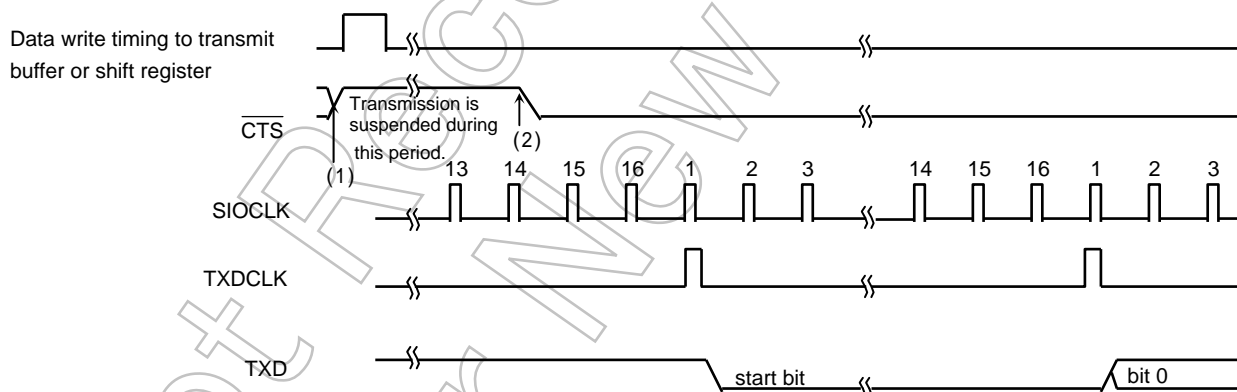 Data write timing to transmit
buffer or shift register
CTS
Transmission is
suspended during
this period.
(1)
(2)
13 14 15 16 1 2 3 14 15 16 1 2 3
SIOCLK
TXDCLK
TXD
start bit
bit 0